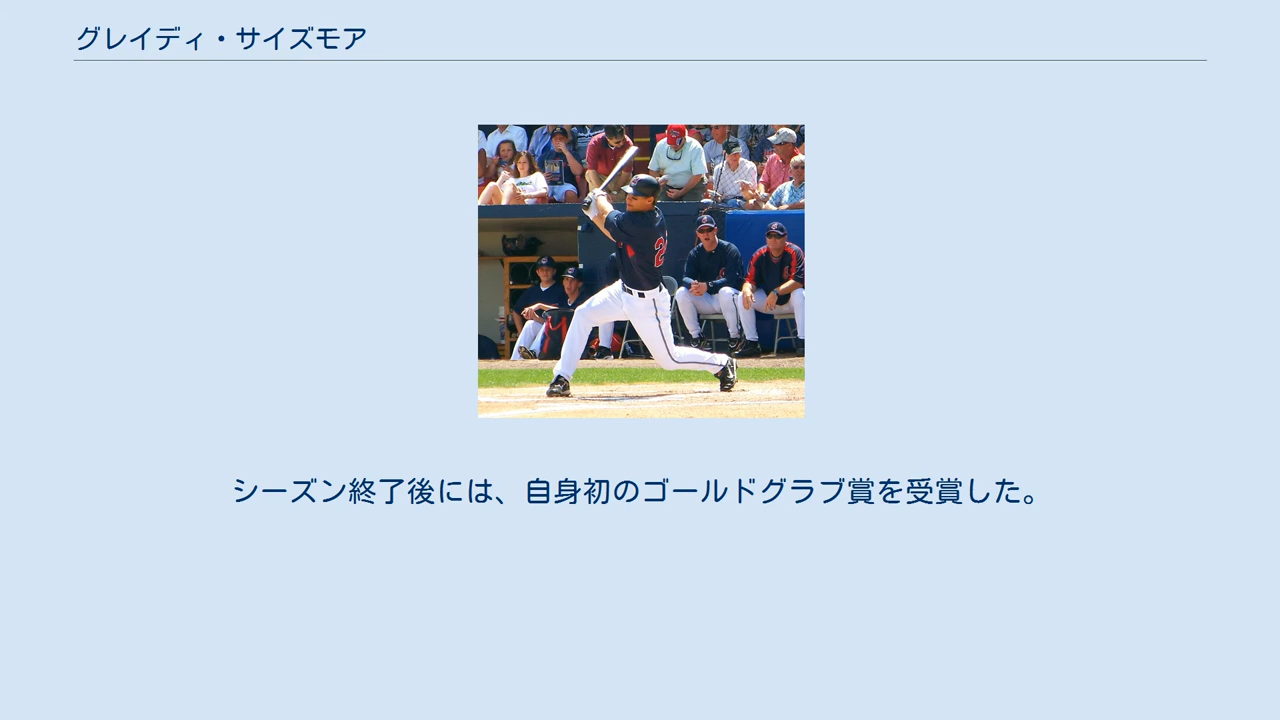 グレイディ・サイズモア
2
シーズン終了後には、自身初のゴールドグラブ賞を受賞した。